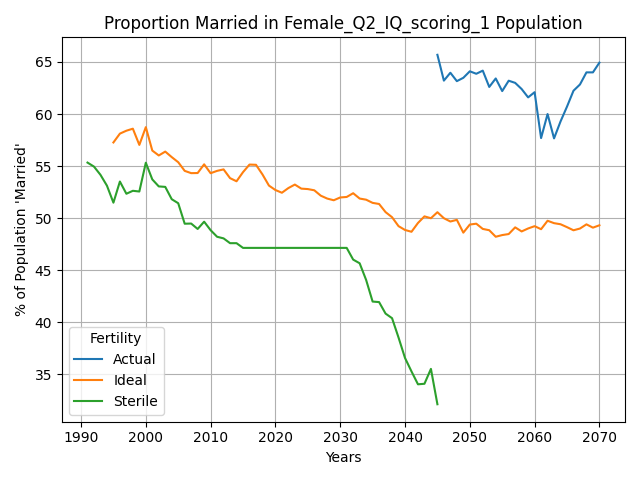 Proportion Married in Female_Q2_IQ_scoring_1 Population
% of Population 'Married'
65
60
55
50
45
40
35
Fertility
Actual
Ideal
Sterile
1990 2000 2010 2020 2030 2040 2050 2060 2070
Years